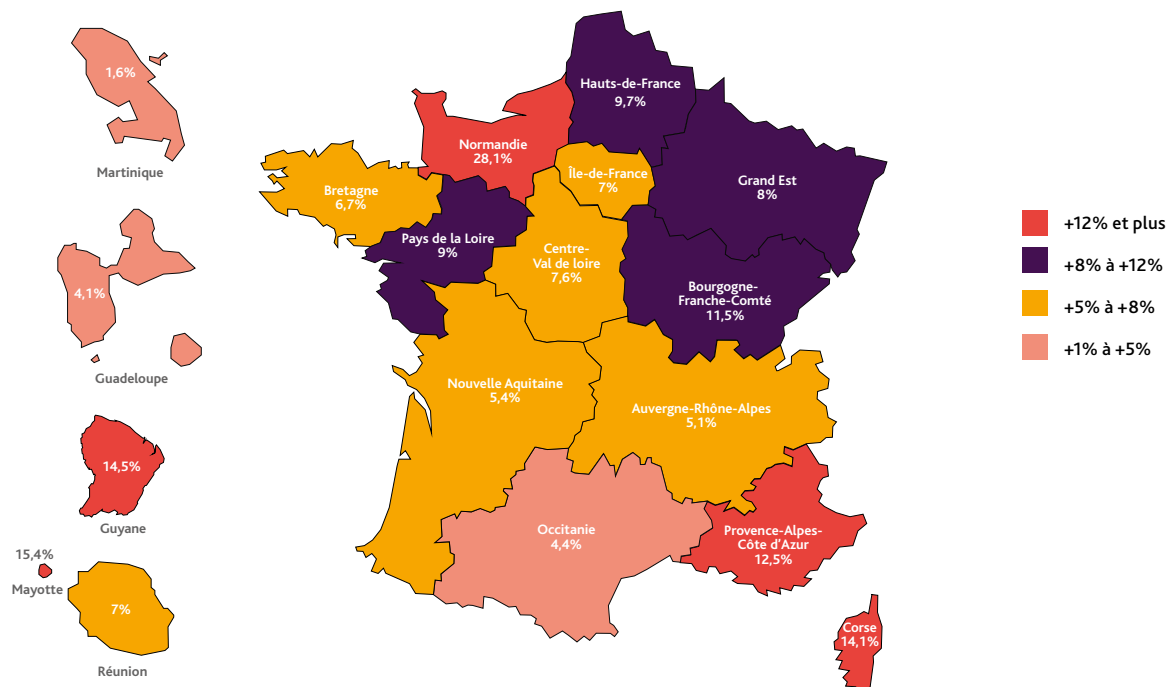 1,6%
Martinique
4,1%
Guadeloupe
14,5%
Guyane
15,4%
Mayotte
7%
Réunion
Hauts-de-France
9,7%
Normandie
28,1%
Île-de-France
7%
Grand Est
8%
Bretagne
6,7%
Pays de la Loire
9%
Centre-
Val de loire
7,6%
Bourgogne-
Franche-Comté
11,5%
Nouvelle Aquitaine
5,4%
Auvergne-Rhône-Alpes
5,1%
Occitanie
4,4%
Provence-Alpes-
Côte d'Azur
12,5%
Corse
14,1%
+12% et plus
+8% à +12%
+5% à +8%
+1% à +5%